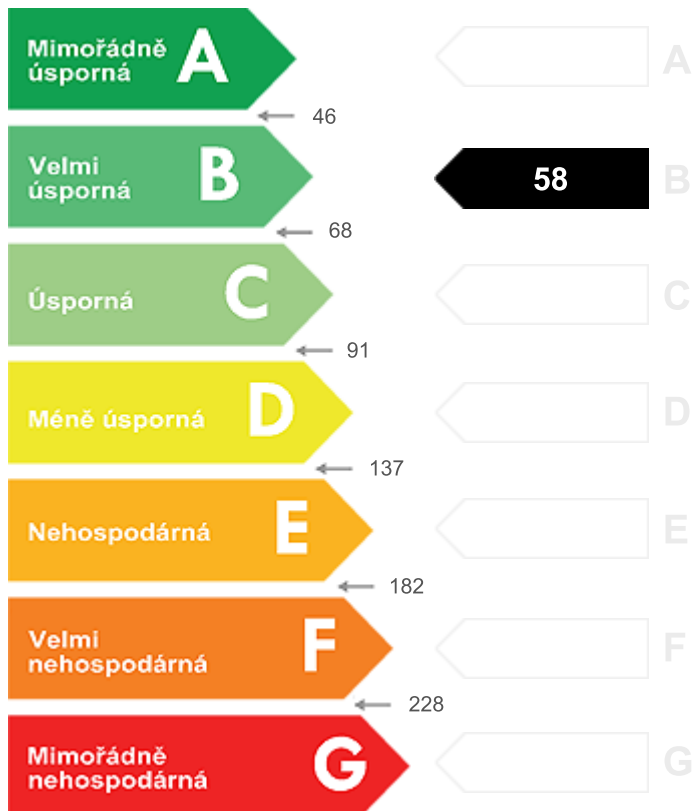 Mimořádně
úsporná
A
A
46
Velmi
úsporná
B
58
B
68
Úsporná
C
C
91
Méně úsporná
D
D
137
Nehospodárná
E
E
182
Velmi
nehospodárná
F
F
228
Mimořádně
nehospodárná
G
G